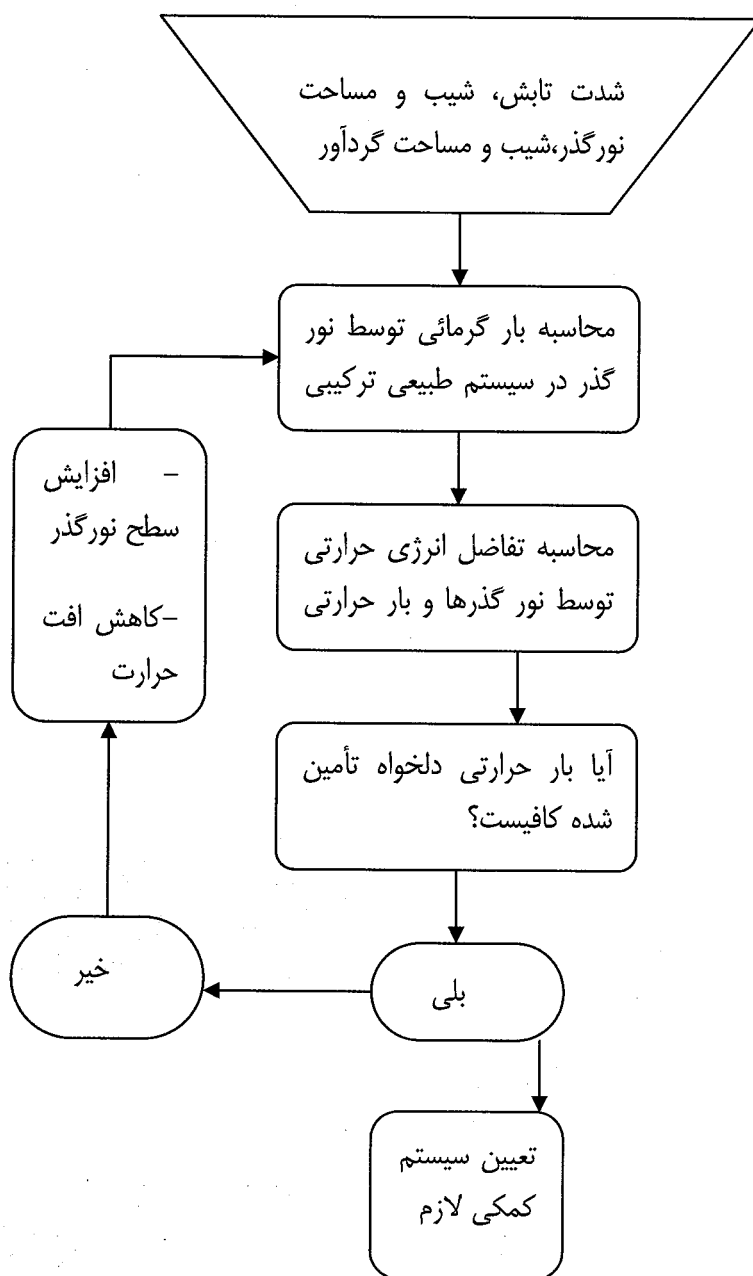 شدت تابش، شیب و مساحت
نورگذر،شیب و مساحت گردآور
محاسبه بار گرمائی توسط نور
گذر در سیستم طبیعی ترکیبی
محاسبه تفاضل انرژی حرارتی
توسط نور گذرها و بار حرارتی
آیا بار حرارتی دلخواه تأمین
شده کافیست؟
بلی
خیر
- افزایش
سطح نورگذر
-کاهش افت
حرارت
تعیین سیستم
کمکی لازم